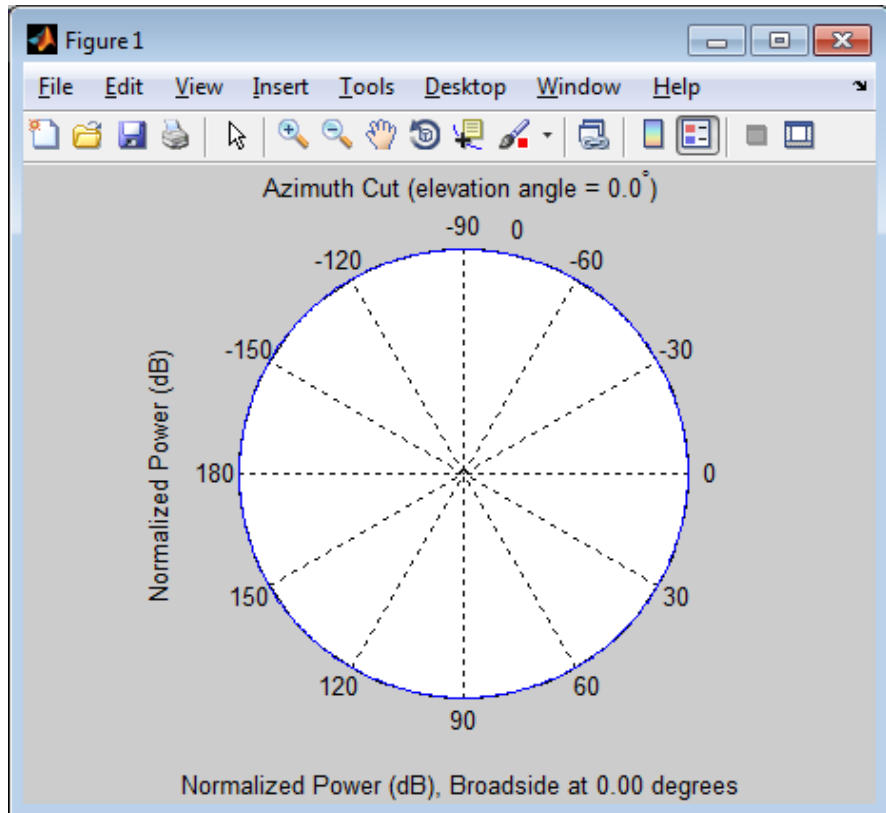 Figure 1
File Edit View Insert Tools Desktop Window Help
Azimuth Cut (elevation angle = 0.0°)
-90 0
-120 -60
-150 -30
180 0
150 30
120 60
90
Normalized Power (dB)
Normalized Power (dB), Broadside at 0.00 degrees